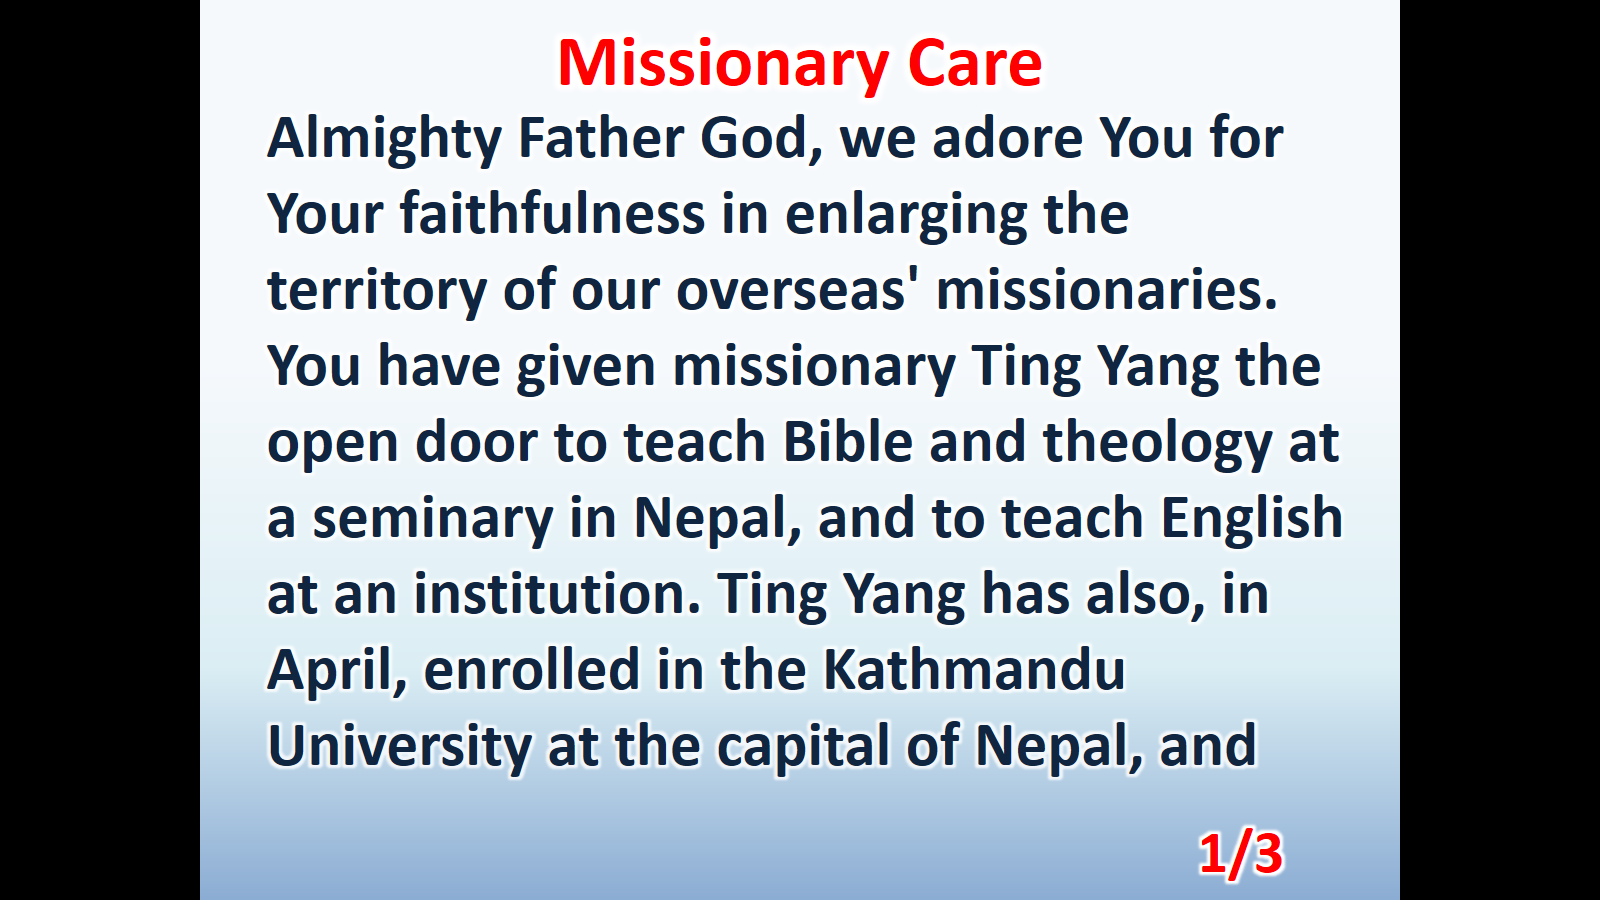 Missionary Care
Almighty Father God, we adore You for
Your faithfulness in enlarging the
territory of our overseas' missionaries.
You have given missionary Ting Yang the
open door to teach Bible and theology at
a seminary in Nepal, and to teach English
at an institution. Ting Yang has also, in
April, enrolled in the Kathmandu
University at the capital of Nepal, and
1/3